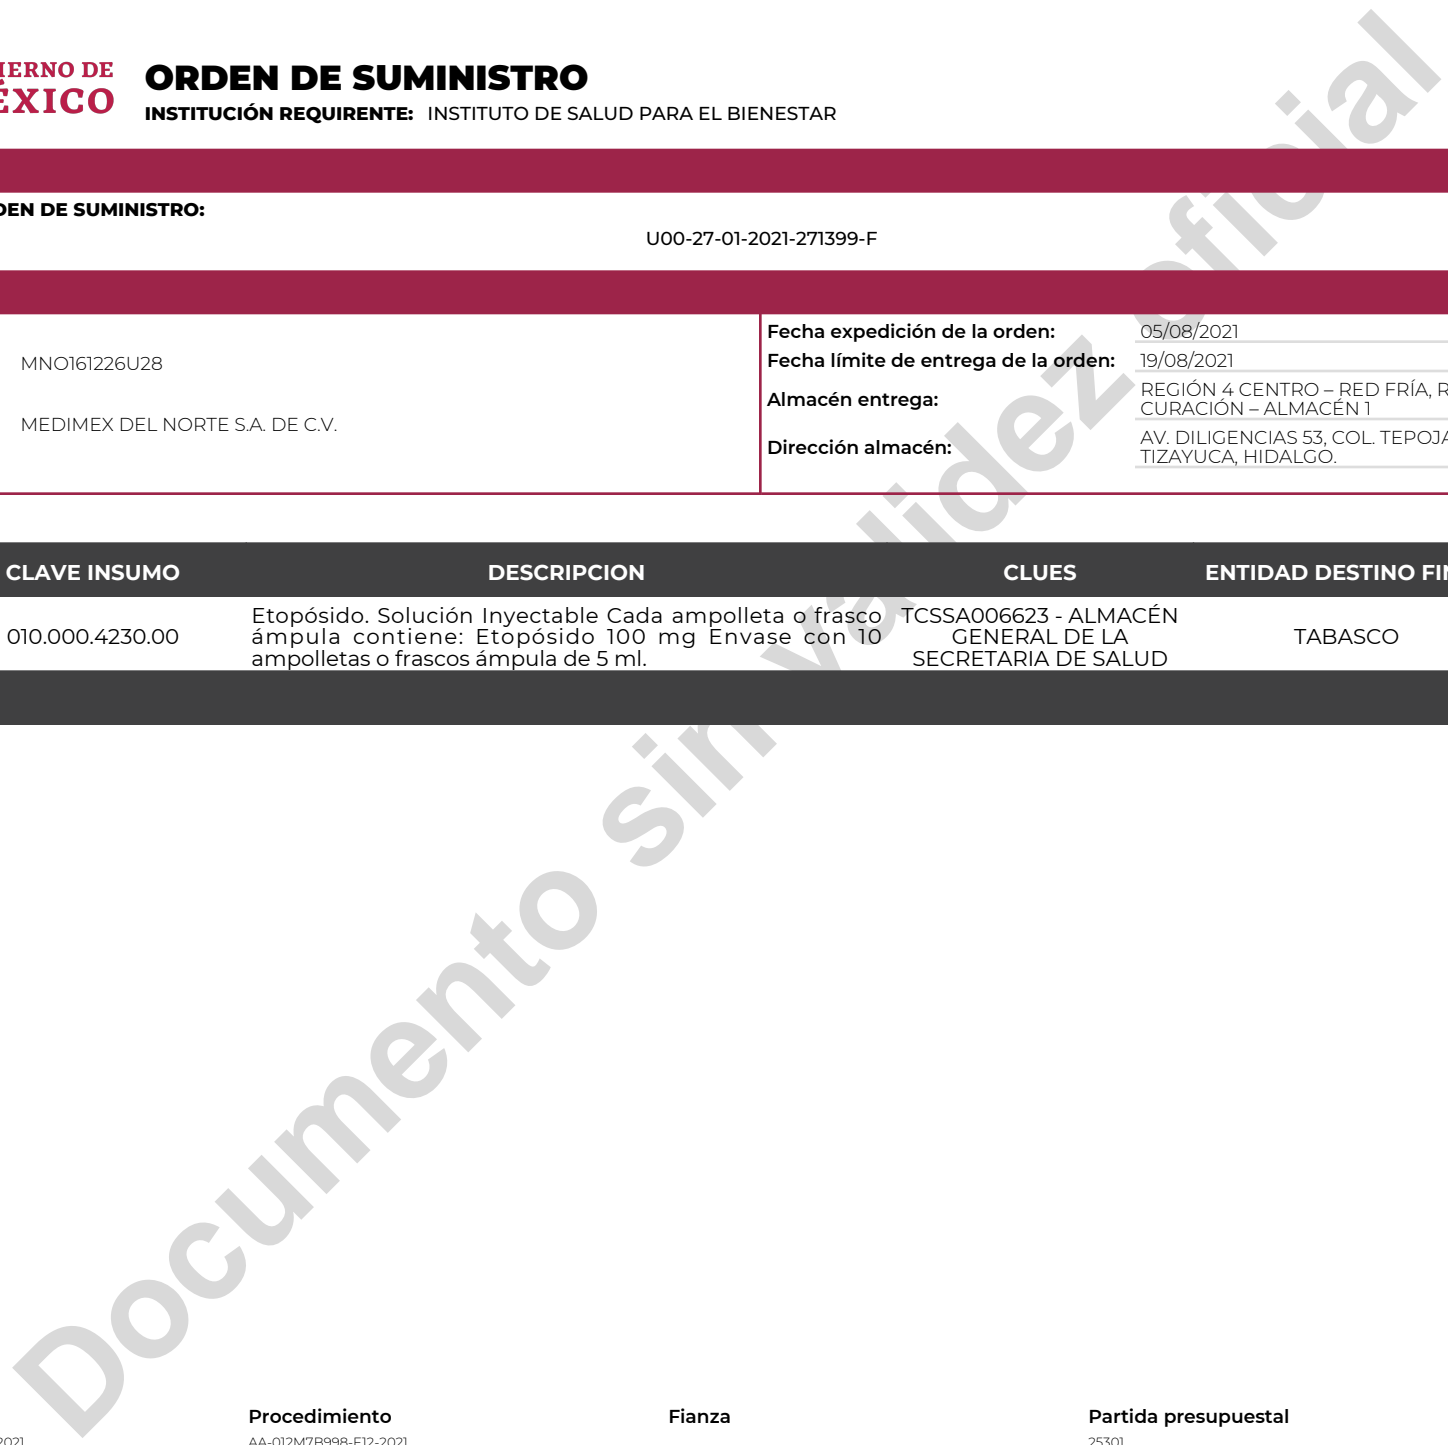 ORDEN DE SUMINISTRO
DE
INSTITUCIÓN REQUIRENTE: INSTITUTO DE SALUD PARA EL BIENESTAR
DE SUMINISTRO:
U00-27-01-2021-271399-F
MNO161226U28
MEDIMEX DEL NORTE S.A. DE C.V.
Fecha expedición de la orden: 05/08/2021
Fecha límite de entrega de la orden: 19/08/2021
Almacén entrega: REGIÓN 4 CENTRO – RED FRÍA,
CURACIÓN – ALMACÉN 1
Dirección almacén: AV. DILIGENCIAS 53, COL.
TIZAYUCA, HIDALGO.
CLAVE INSUMO DESCRIPCION CLUES ENTIDAD DESTINO
010.000.4230.00
Etopósido. Solución Inyectable Cada ampolleta o frasco
ámpula contiene: Etopósido 100 mg Envase con 10
ampolletas o frascos ámpula de 5 ml.
TCSSA006623 - ALMACÉN
GENERAL DE LA
SECRETARIA DE SALUD
TABASCO
Documento sin validez oficial
Procedimiento Fianza Partida presupuestal
AA-012M7B998-E12-2021 25301